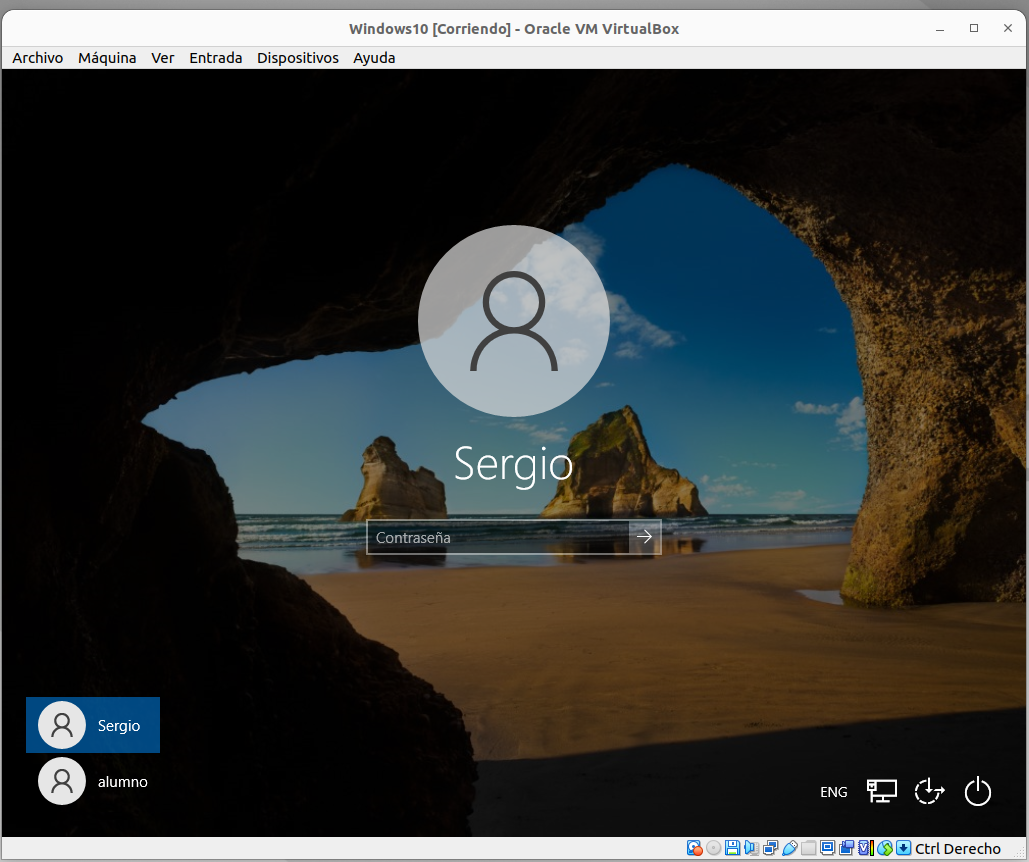 Windows10 [Corriendo] - Oracle VM VirtualBox
Archivo Máquina Ver Entrada Dispositivos Ayuda
Sergio
Contraseña
Sergio
alumno
ENG
Ctrl Derecho